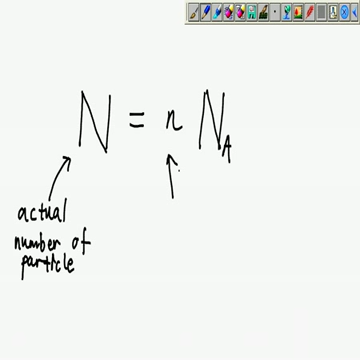 N = n N_A
actual
number of
particle